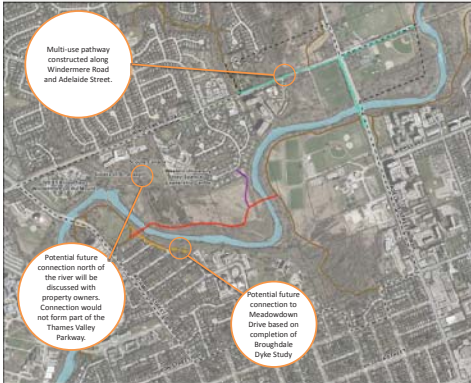 Multi-use pathway
constructed along
Windermere Road
and Adelaide Street.
Potential future
connection north of
the river will be
discussed with
property owners.
Connection would
not form part of the
Thames Valley
Parkway.
Potential future
connection to
Meadowdown
Drive based on
completion of
Broughdale
Dyke Study